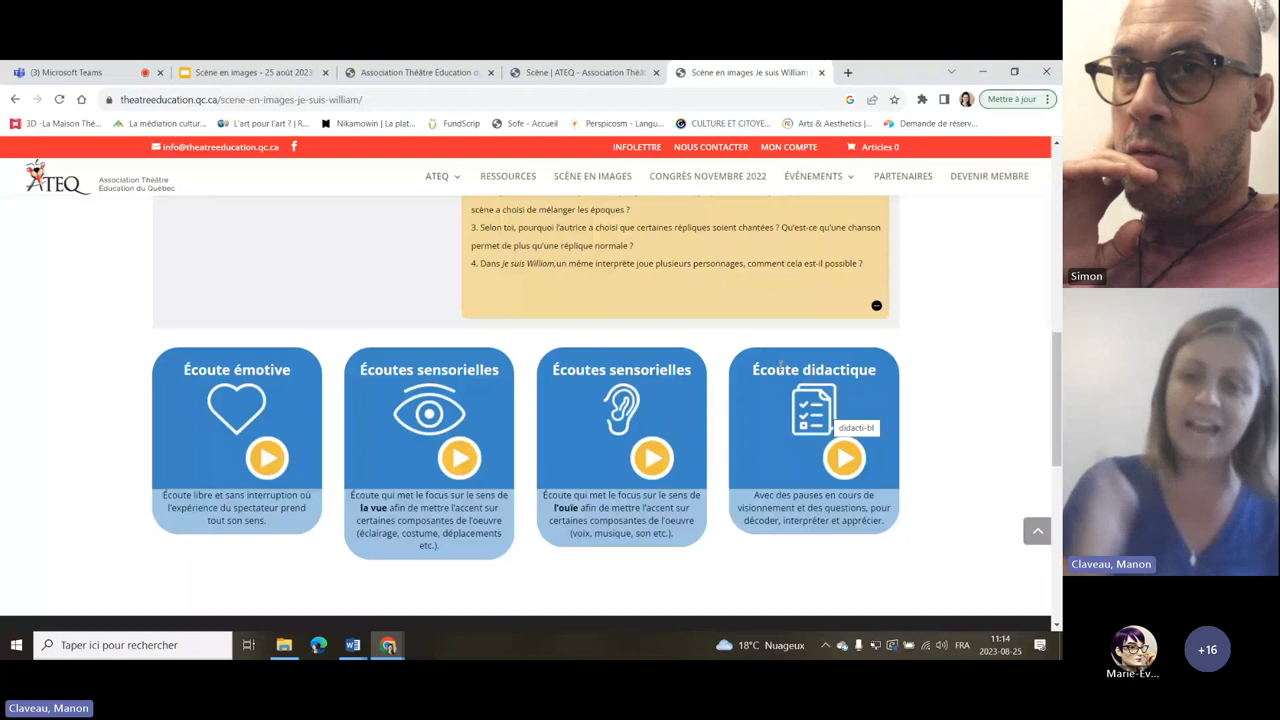 (3) Microsoft Teams
Scène en images - 25 août 2023
Association Théâtre Éducation d
Scène | ATEQ - Association Théâ
Scène en images Je suis William
theatreeducation.qc.ca/scene-en-images-je-suis-william/
Mettre à jour
3D -La Maison Thé...
La médiation cultur...
L'art pour l'art ? | R...
Nikamowin | La plat...
FundScrip
Sofe - Accueil
Perspicosm - Langu...
CULTURE ET CITOYE...
Arts & Aesthetics |...
Demande de réserv...
info@theatreeducation.qc.ca
INFOLETTRE
NOUS CONTACTER
MON COMPTE
Articles 0
ATEQ
Association Théâtre
Éducation du Québec
ATEQ
RESSOURCES
SCÈNE EN IMAGES
CONGRÈS NOVEMBRE 2022
ÉVÉNEMENTS
PARTENAIRES
DEVENIR MEMBRE
scène a choisi de mélanger les époques ?
3. Selon toi, pourquoi l'autrice a choisi que certaines répliques soient chantées ? Qu'est-ce qu'une chanson
permet de plus qu'une réplique normale ?
4. Dans Je suis William,un même interprète joue plusieurs personnages, comment cela est-il possible ?
Écoute émotive
Écoute libre et sans interruption où
l'expérience du spectateur prend
tout son sens.
Écoutes sensorielles
Écoute qui met le focus sur le sens de
la vue afin de mettre l'accent sur
certaines composantes de l'oeuvre
(éclairage, costume, déplacements
etc.).
Écoutes sensorielles
Écoute qui met le focus sur le sens de
l'ouïe afin de mettre l'accent sur
certaines composantes de l'oeuvre
(voix, musique, son etc.).
Écoute didactique
didacti-bl
Avec des pauses en cours de
visionnement et des questions, pour
décoder, interpréter et apprécier.
Taper ici pour rechercher
18°C Nuageux
FRA
11:14
2023-08-25
Simon
Claveau, Manon
Marie-Ev...
+16
Claveau, Manon